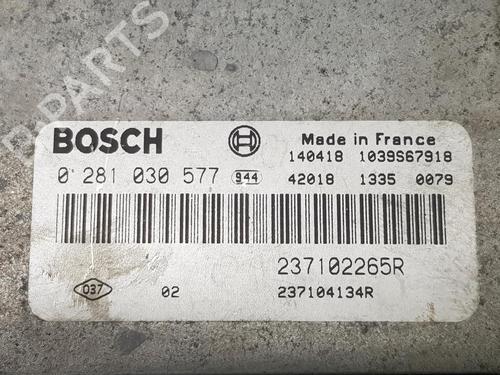 B-PARTS
BOSCH
Made in France
140418 1039S67918
0 281 030 577 944
42018 1335 0079
237102265R
037 02 237104134R